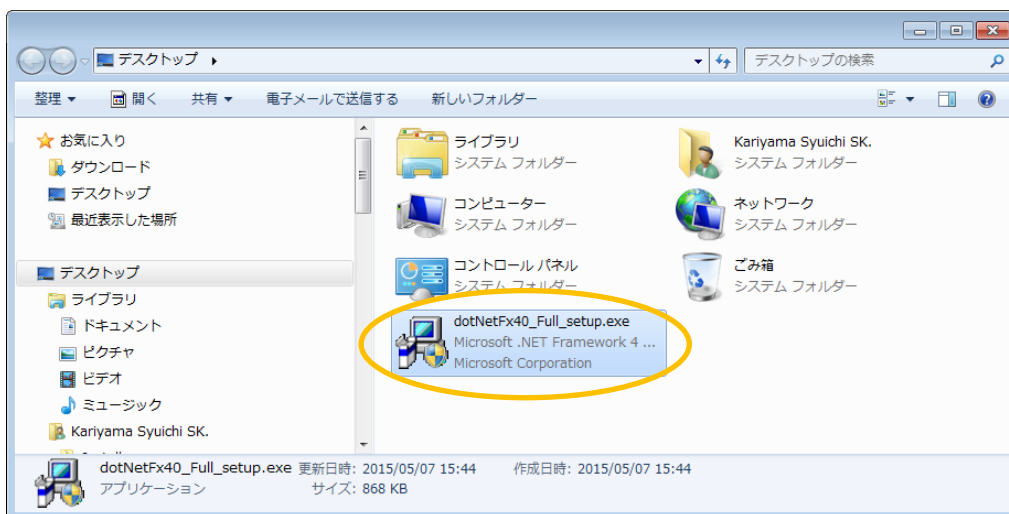 デスクトップ
デスクトップの検索
整理 開く 共有 電子メールで送信する 新しいフォルダー
お気に入り
ダウンロード
デスクトップ
最近表示した場所
デスクトップ
ライブラリ
ドキュメント
ピクチャ
ビデオ
ミュージック
Kariyama Syuichi SK.
ライブラリ
システム フォルダー
Kariyama Syuichi SK.
システム フォルダー
コンピューター
システム フォルダー
ネットワーク
システム フォルダー
コントロール パネル
システム フォルダー
ごみ箱
システム フォルダー
dotNetFx40_Full_setup.exe
Microsoft .NET Framework 4 ...
Microsoft Corporation
dotNetFx40_Full_setup.exe 更新日時: 2015/05/07 15:44 作成日時: 2015/05/07 15:44
アプリケーション サイズ: 868 KB